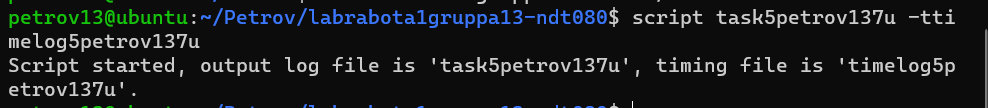 petrov13@ubuntu:~/Petrov/labrabota1gruppa13-ndt080$ script task5petrov137u -tti
melog5petrov137u
Script started, output log file is 'task5petrov137u', timing file is 'timelog5p
etrov137u'.